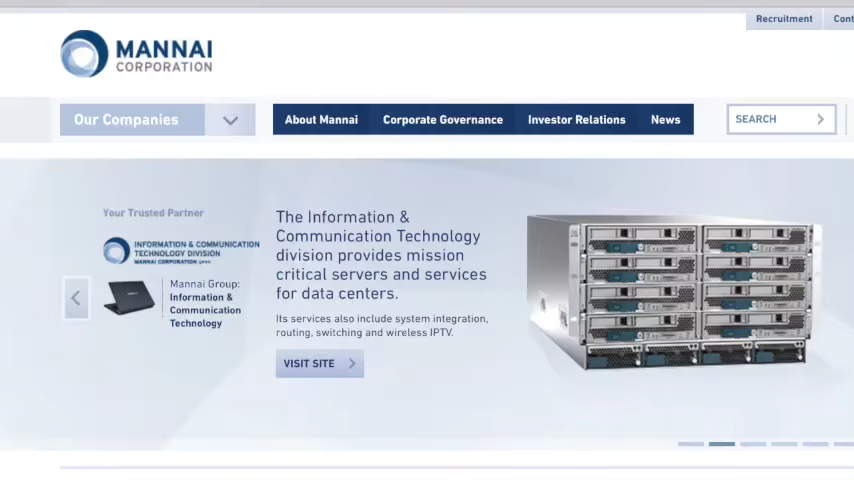 Recruitment
MANNAI
CORPORATION
Our Companies
About Mannai
Corporate Governance
Investor Relations
News
SEARCH
Your Trusted Partner
INFORMATION & COMMUNICATION
TECHNOLOGY DIVISION
MANNAI CORPORATION
Mannai Group:
Information &
Communication
Technology
The Information &
Communication Technology
division provides mission
critical servers and services
for data centers.
Its services also include system integration,
routing, switching and wireless IPTV.
VISIT SITE